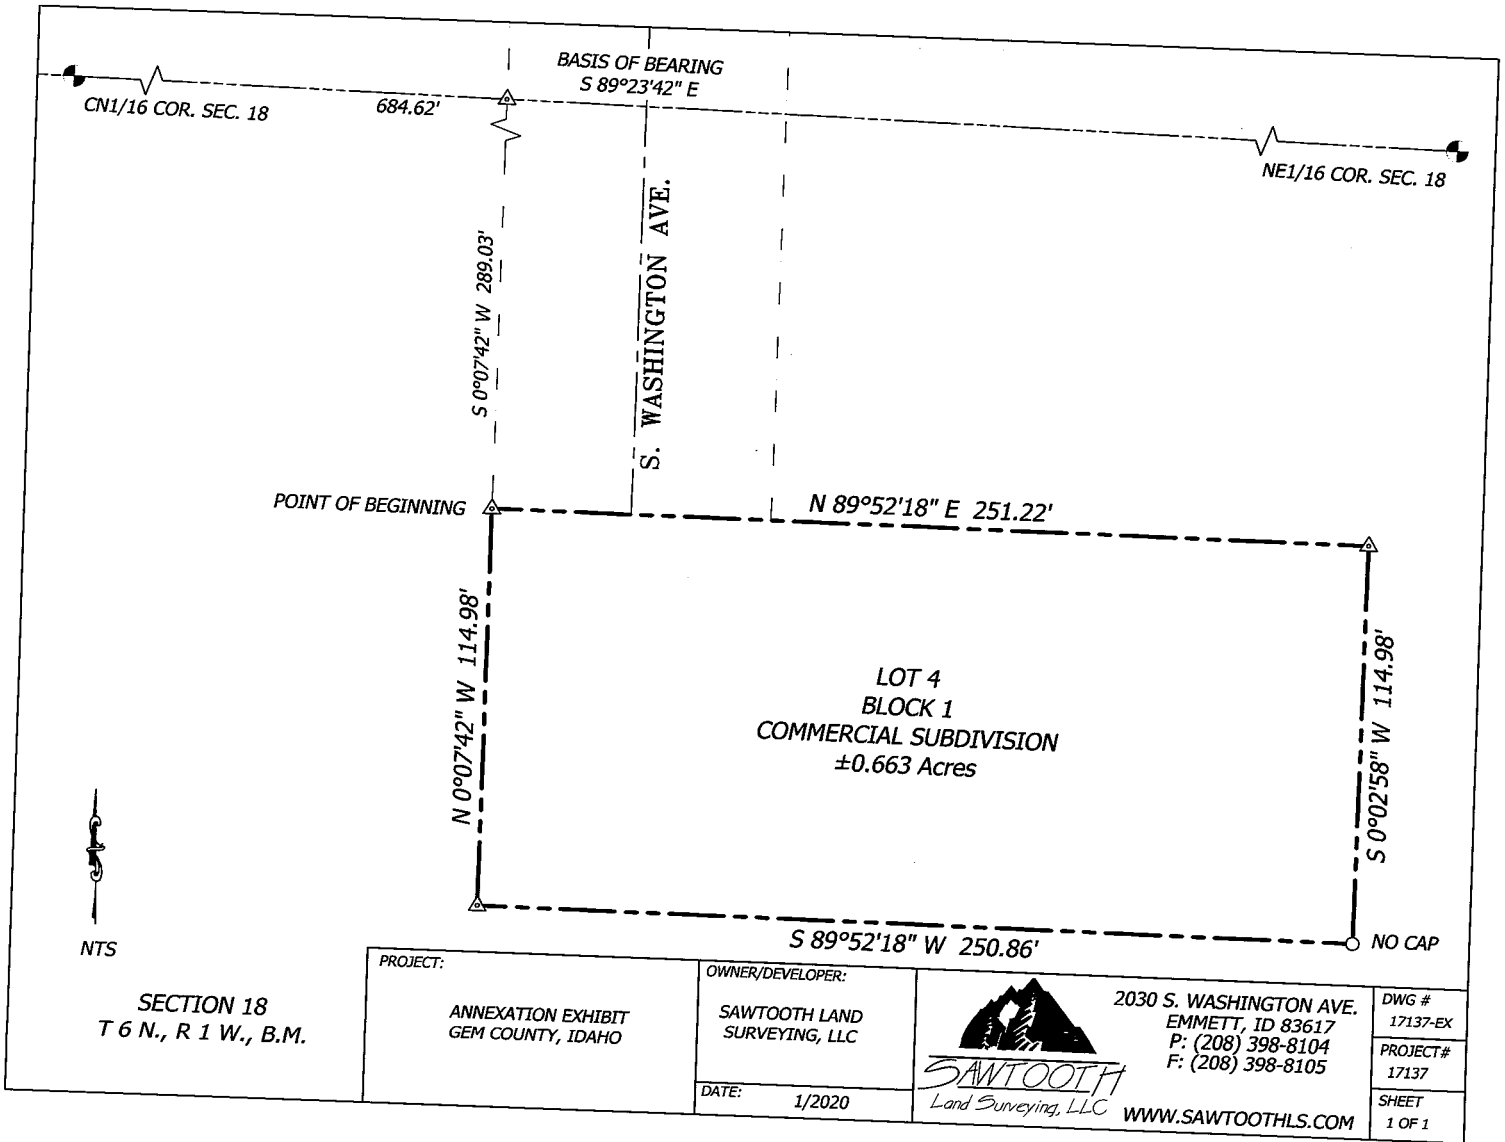 BASIS OF BEARING
S 89°23'42" E
CN1/16 COR. SEC. 18
684.62'
NE1/16 COR. SEC. 18
S 0°07'42" W 289.03'
S. WASHINGTON AVE.
POINT OF BEGINNING
N 89°52'18" E 251.22'
N 0°07'42" W 114.98'
LOT 4
BLOCK 1
COMMERCIAL SUBDIVISION
±0.663 Acres
S 0°02'58" W 114.98'
S 89°52'18" W 250.86'
NO CAP
NTS
SECTION 18
T 6 N., R 1 W., B.M.
PROJECT:
ANNEXATION EXHIBIT
GEM COUNTY, IDAHO
OWNER/DEVELOPER:
SAWTOOTH LAND
SURVEYING, LLC
DATE:
1/2020
SAWTOOTH
Land Surveying, LLC
2030 S. WASHINGTON AVE.
EMMETT, ID 83617
P: (208) 398-8104
F: (208) 398-8105
WWW.SAWTOOTHLS.COM
DWG #
17137-EX
PROJECT#
17137
SHEET
1 OF 1